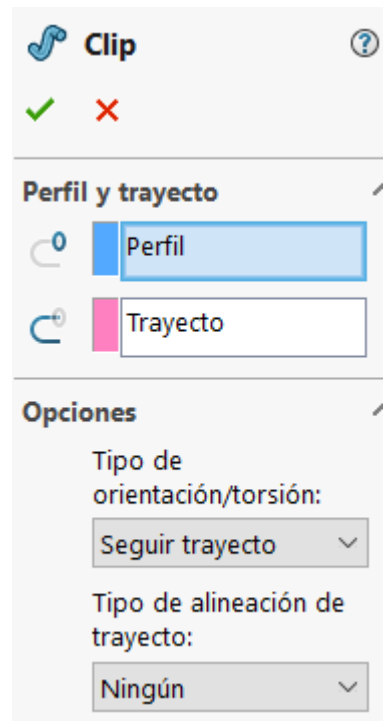 Clip
Perfil y trayecto
Perfil
Trayecto
Opciones
Tipo de
orientación/torsión:
Seguir trayecto
Tipo de alineación de
trayecto:
Ningún